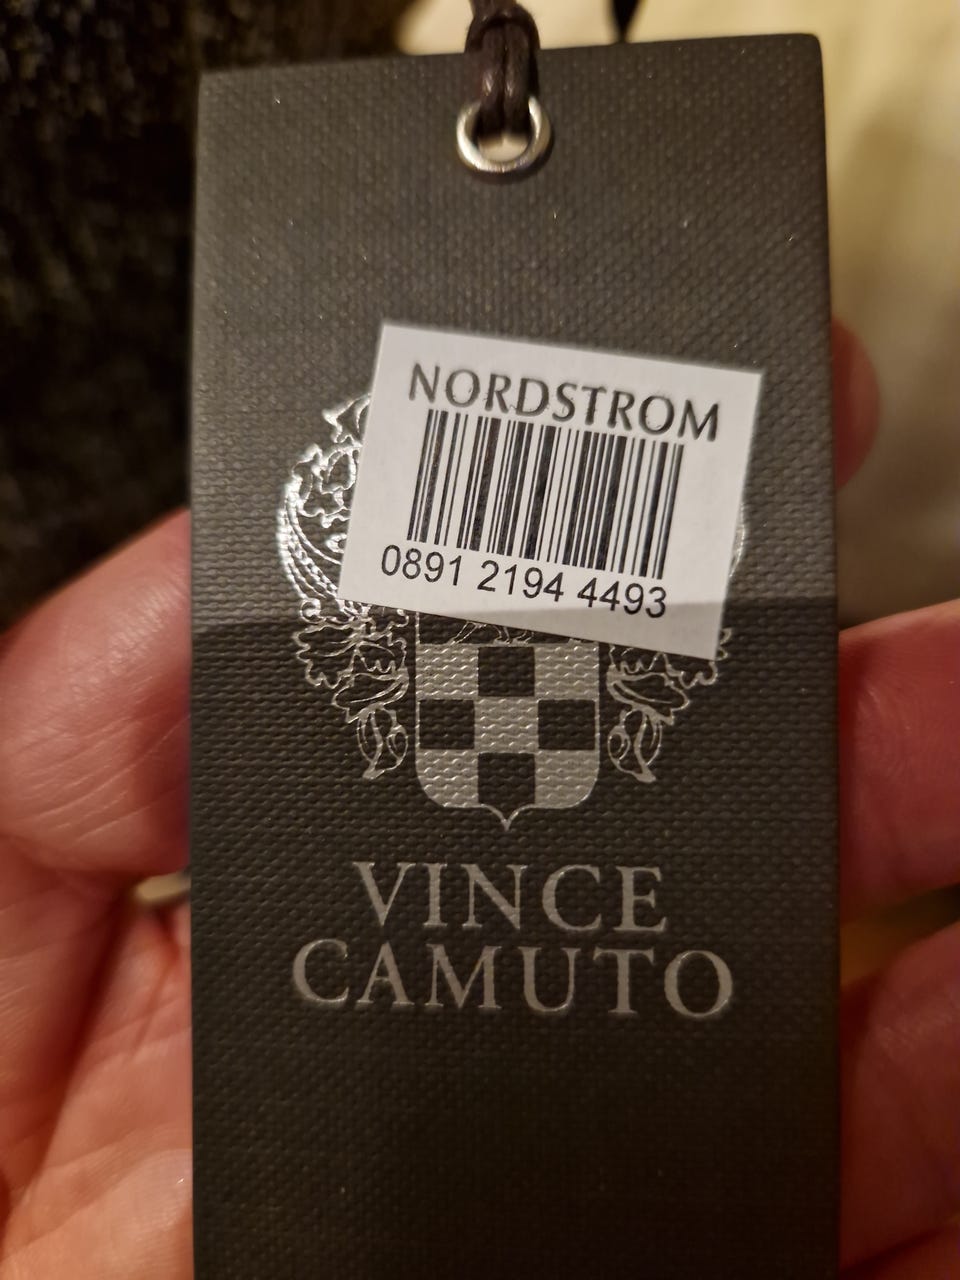 NORDSTROM
0891 2194 4493
VINCE
CAMUTO